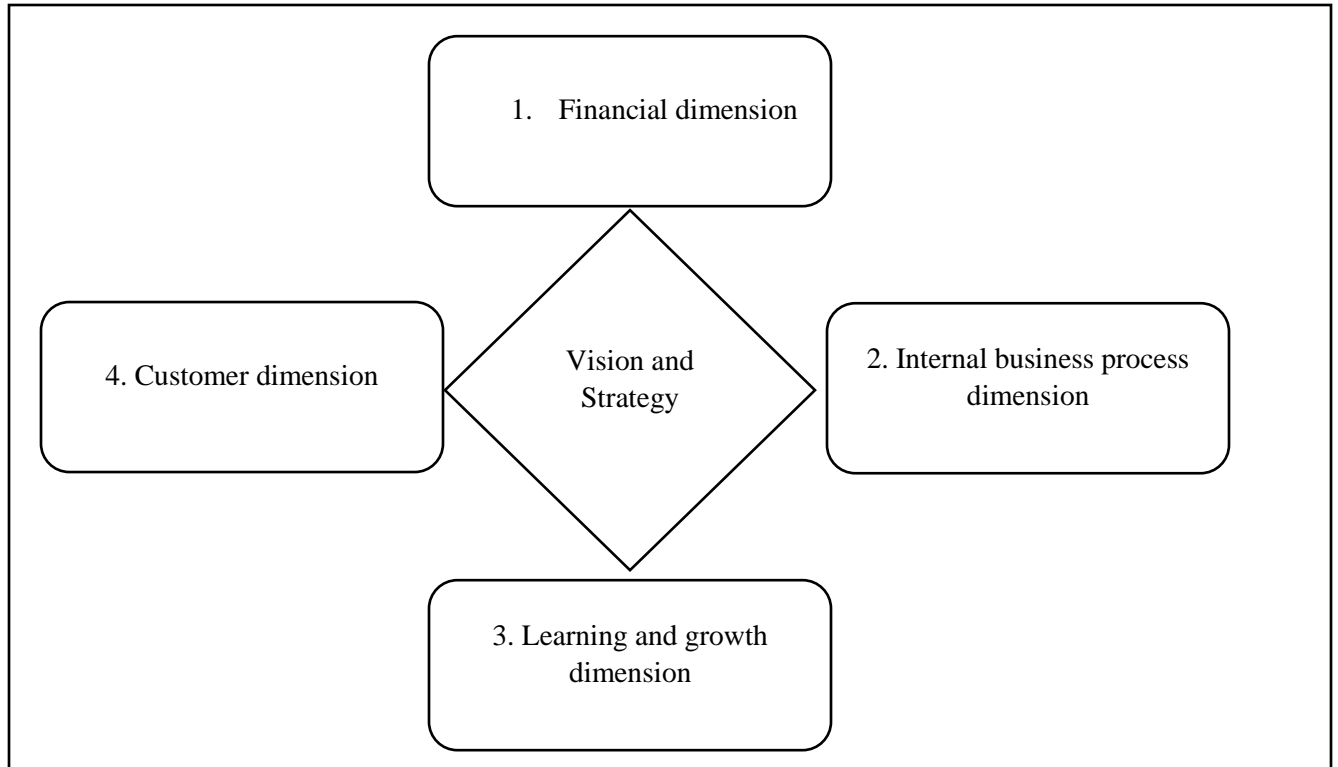 1. Financial dimension
4. Customer dimension
Vision and
Strategy
2. Internal business process
dimension
3. Learning and growth
dimension